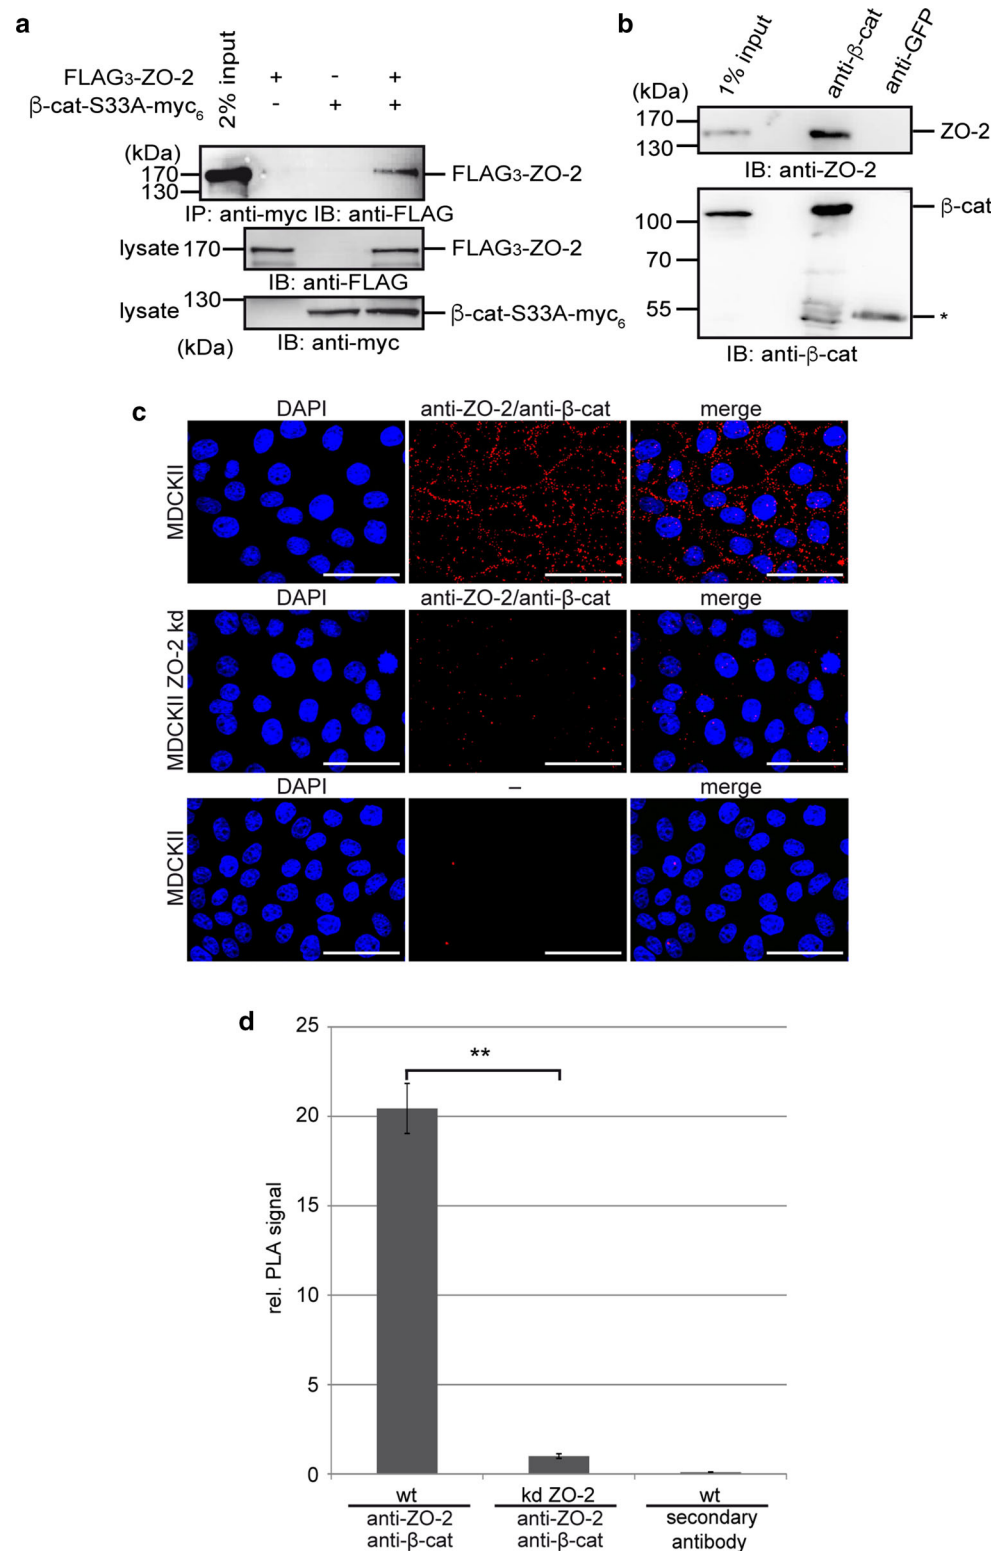 a
2% input
FLAG₃-ZO-2 + - +
β-cat-S33A-myc₆ - + +
(kDa)
170
130
FLAG₃-ZO-2
IP: anti-myc IB: anti-FLAG
lysate 170
FLAG₃-ZO-2
IB: anti-FLAG
lysate 130
β-cat-S33A-myc₆
(kDa)
IB: anti-myc
b
1% input
anti-β-cat
anti-GFP
(kDa)
170
130
ZO-2
IB: anti-ZO-2
β-cat
100
70
55
*
IB: anti-β-cat
c
DAPI anti-ZO-2/anti-β-cat merge
MDCKII
DAPI anti-ZO-2/anti-β-cat merge
MDCKII ZO-2 kd
DAPI – merge
MDCKII
d
25
**
20
15
rel. PLA signal
10
5
0
wt kd ZO-2 wt
anti-ZO-2 anti-ZO-2 secondary
anti-β-cat anti-β-cat antibody